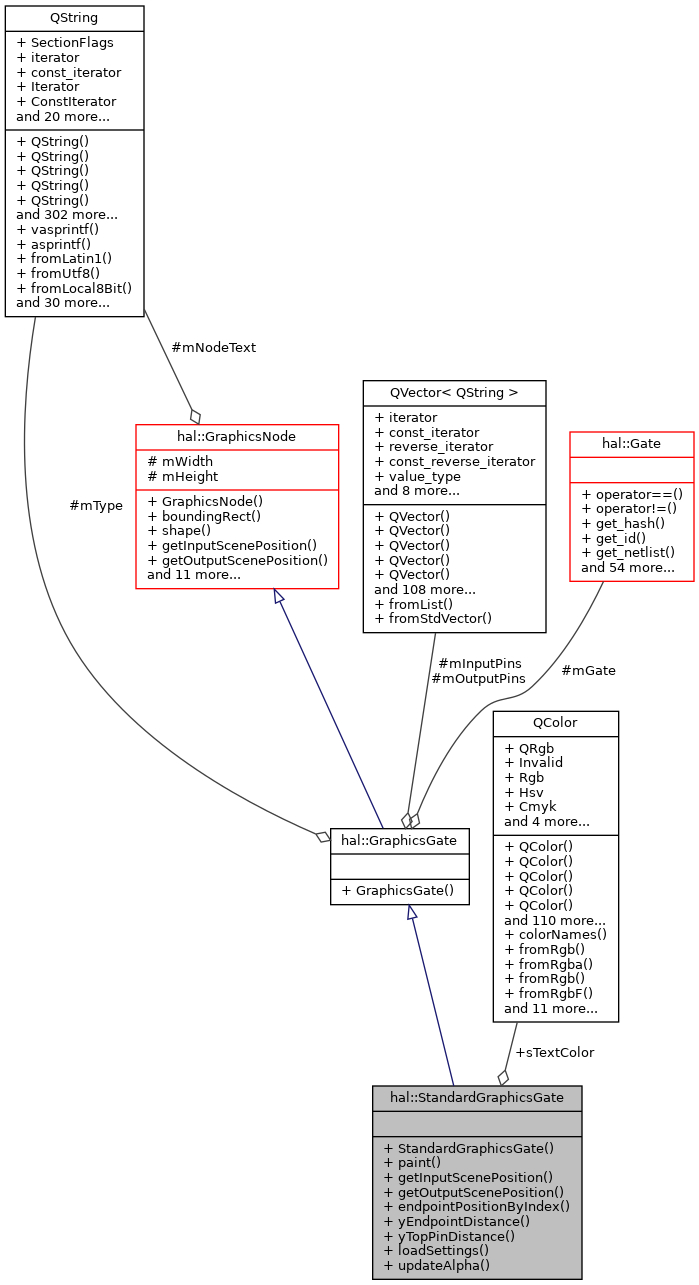 QString
+ SectionFlags
+ iterator
+ const_iterator
+ Iterator
+ ConstIterator
and 20 more...
+ QString()
+ QString()
+ QString()
+ QString()
+ QString()
and 302 more...
+ vasprintf()
+ asprintf()
+ fromLatin1()
+ fromUtf8()
+ fromLocal8Bit()
and 30 more...
#mNodeText
#mType
hal::GraphicsNode
# mWidth
# mHeight
+ GraphicsNode()
+ boundingRect()
+ shape()
+ getInputScenePosition()
+ getOutputScenePosition()
and 11 more...
QVector< QString >
+ iterator
+ const_iterator
+ reverse_iterator
+ const_reverse_iterator
+ value_type
and 8 more...
+ QVector()
+ QVector()
+ QVector()
+ QVector()
+ QVector()
and 108 more...
+ fromList()
+ fromStdVector()
hal::Gate
+ operator==()
+ operator!=()
+ get_hash()
+ get_id()
+ get_netlist()
and 54 more...
#mInputPins
#mOutputPins
#mGate
QColor
+ QRgb
+ Invalid
+ Rgb
+ Hsv
+ Cmyk
and 4 more...
+ QColor()
+ QColor()
+ QColor()
+ QColor()
+ QColor()
and 110 more...
+ colorNames()
+ fromRgb()
+ fromRgba()
+ fromRgb()
+ fromRgbF()
and 11 more...
hal::GraphicsGate
+ GraphicsGate()
+sTextColor
hal::StandardGraphicsGate
+ StandardGraphicsGate()
+ paint()
+ getInputScenePosition()
+ getOutputScenePosition()
+ endpointPositionByIndex()
+ yEndpointDistance()
+ yTopPinDistance()
+ loadSettings()
+ updateAlpha()